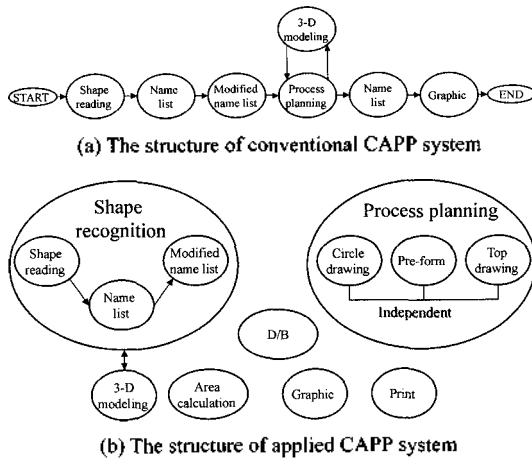 3-D
modeling
START
Shape
reading
Name
list
Modified
name list
Process
planning
Name
list
Graphic
END
(a) The structure of conventional CAPP system
Shape
recognition
Shape
reading
Name
list
Modified
name list
Process planning
Circle
drawing
Pre-form
Top
drawing
Independent
D/B
3-D
modeling
Area
calculation
Graphic
Print
(b) The structure of applied CAPP system